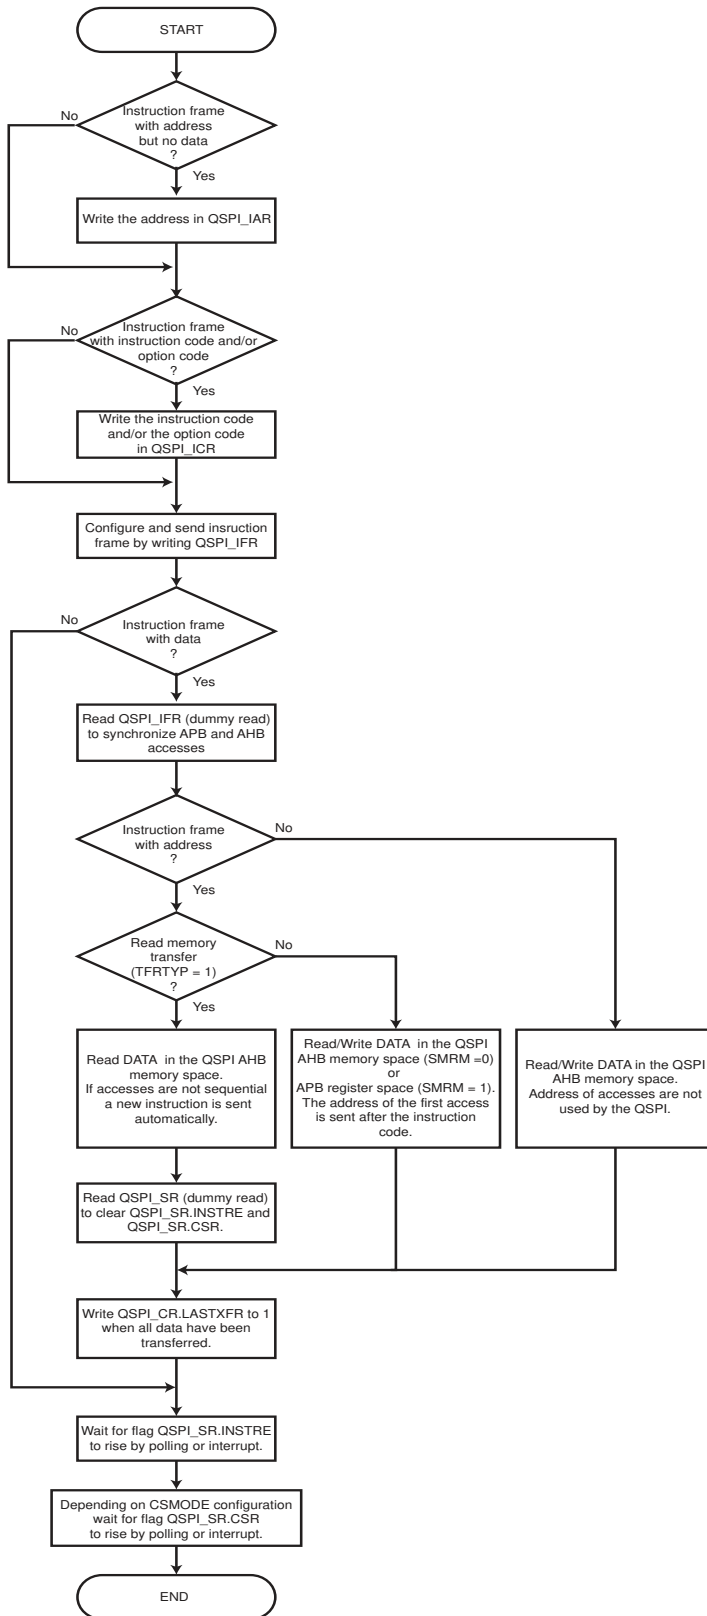 START
Instruction frame
with address
but no data
?
No
Yes
Write the address in QSPI_IAR
Instruction frame
with instruction code and/or
option code
?
No
Yes
Write the instruction code
and/or the option code
in QSPI_ICR
Configure and send insruction
frame by writing QSPI_IFR
Instruction frame
with data
?
No
Yes
Read QSPI_IFR (dummy read)
to synchronize APB and AHB
accesses
Instruction frame
with address
?
No
Yes
Read memory
transfer
(TFRTYP = 1)
?
No
Yes
Read DATA in the QSPI AHB
memory space.
If accesses are not sequential
a new instruction is sent
automatically.
Read/Write DATA in the QSPI
AHB memory space (SMRM =0)
or
APB register space (SMRM = 1).
The address of the first access
is sent after the instruction
code.
Read/Write DATA in the QSPI
AHB memory space.
Address of accesses are not
used by the QSPI.
Read QSPI_SR (dummy read)
to clear QSPI_SR.INSTRE and
QSPI_SR.CSR.
Write QSPI_CR.LASTXFR to 1
when all data have been
transferred.
Wait for flag QSPI_SR.INSTRE
to rise by polling or interrupt.
Depending on CSMODE configuration
wait for flag QSPI_SR.CSR
to rise by polling or interrupt.
END